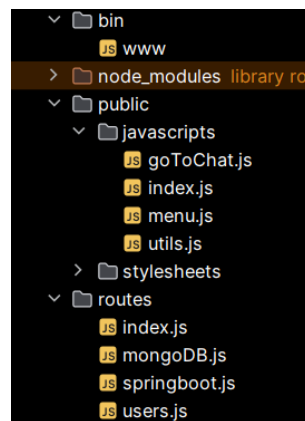 bin
JS www
node_modules library ro
public
javascripts
JS goToChat.js
JS index.js
JS menu.js
JS utils.js
stylesheets
routes
JS index.js
JS mongoDB.js
JS springboot.js
JS users.js